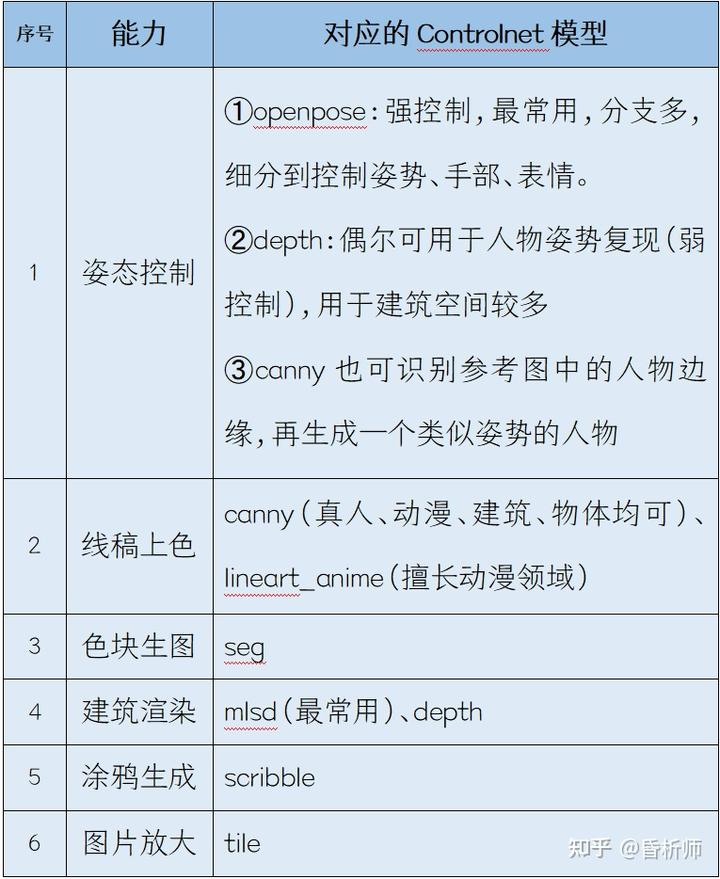 序号 能力 对应的 Controlnet 模型
1 姿态控制 ①openpose：强控制，最常用，分支多，
细分到控制姿势、手部、表情。
②depth：偶尔可用于人物姿势复现（弱
控制），用于建筑空间较多
③canny 也可识别参考图中的人物边
缘，再生成一个类似姿势的人物
2 线稿上色 canny（真人、动漫、建筑、物体均可）、
lineart_anime（擅长动漫领域）
3 色块生图 seg
4 建筑渲染 mlsd（最常用）、depth
5 涂鸦生成 scribble
6 图片放大 tile
知乎 @昏析师